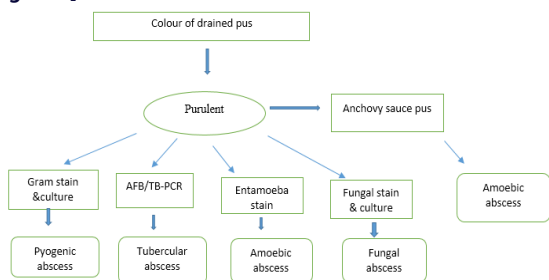 Colour of drained pus
Purulent
Anchovy sauce pus
Gram stain
&culture
AFB/TB-PCR
Entamoeba
stain
Fungal stain
& culture
Amoebic
abscess
Pyogenic
abscess
Tubercular
abscess
Amoebic
abscess
Fungal
abscess